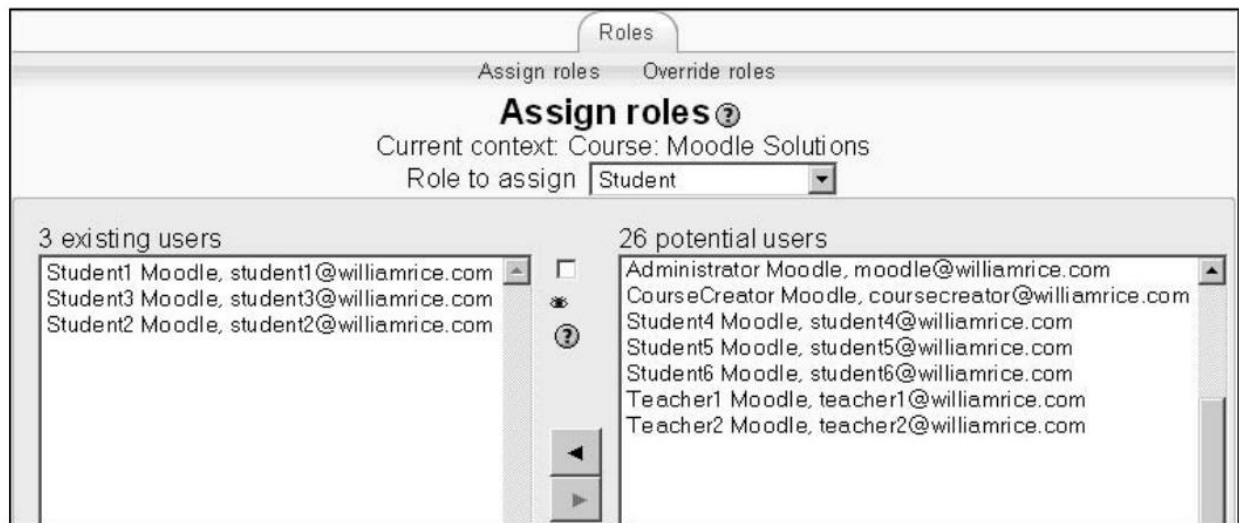 Roles
Assign roles Override roles
Assign roles ?
Current context: Course: Moodle Solutions
Role to assign Student
3 existing users
Student1 Moodle, student1@williamrice.com
Student3 Moodle, student3@williamrice.com
Student2 Moodle, student2@williamrice.com
?
26 potential users
Administrator Moodle, moodle@williamrice.com
CourseCreator Moodle, coursecreator@williamrice.com
Student4 Moodle, student4@williamrice.com
Student5 Moodle, student5@williamrice.com
Student6 Moodle, student6@williamrice.com
Teacher1 Moodle, teacher1@williamrice.com
Teacher2 Moodle, teacher2@williamrice.com